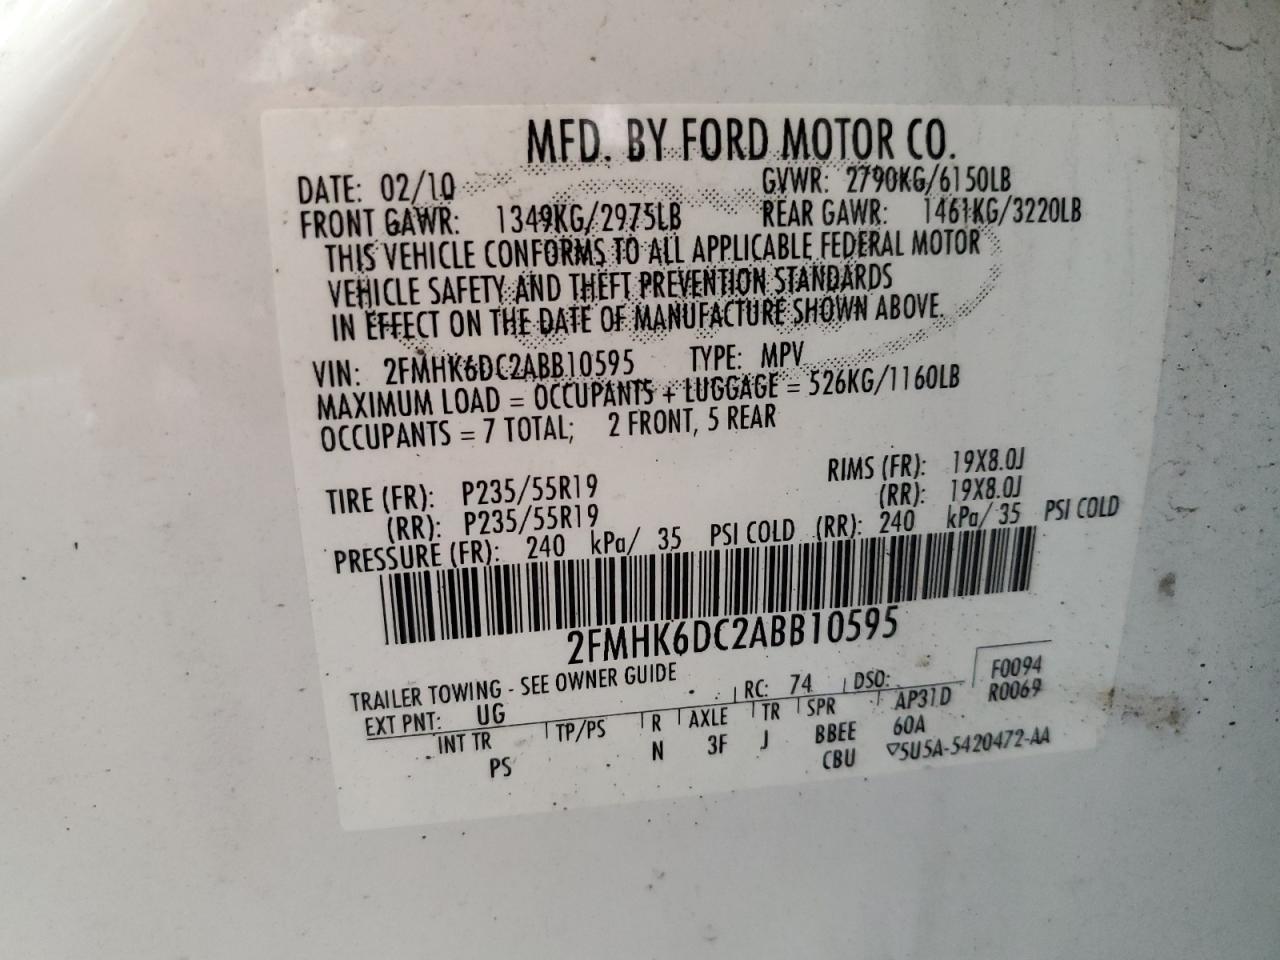 MFD. BY FORD MOTOR CO.
DATE: 02/10 GVWR: 2790KG/6150LB
FRONT GAWR: 1349KG/2975LB REAR GAWR: 1461KG/3220LB
THIS VEHICLE CONFORMS TO ALL APPLICABLE FEDERAL MOTOR
VEHICLE SAFETY AND THEFT PREVENTION STANDARDS
IN EFFECT ON THE DATE OF MANUFACTURE SHOWN ABOVE.
VIN: 2FMHK6DC2ABB10595 TYPE: MPV
MAXIMUM LOAD = OCCUPANTS + LUGGAGE = 526KG/1160LB
OCCUPANTS = 7 TOTAL; 2 FRONT, 5 REAR
TIRE (FR): P235/55R19 RIMS (FR): 19X8.0J
(RR): P235/55R19 (RR): 19X8.0J
PRESSURE (FR): 240 kPa/ 35 PSI COLD (RR): 240 kPa/ 35 PSI COLD
2FMHK6DC2ABB10595
TRAILER TOWING - SEE OWNER GUIDE
EXT PNT: UG RC: 74 DSO: F0094
INT TR TP/PS R AXLE TR SPR AP31D R0069
PS N 3F J BBEE 60A
CBU 5U5A-5420472-AA